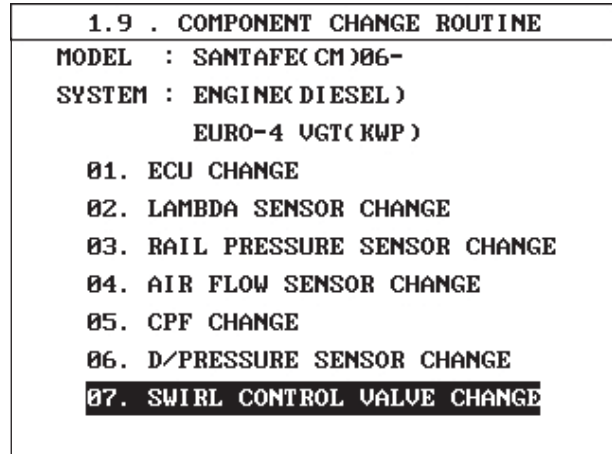 1.9 . COMPONENT CHANGE ROUTINE
MODEL : SANTAFE(CM)06-
SYSTEM : ENGINE(DIESEL)
EURO-4 VGT(KWP)
01. ECU CHANGE
02. LAMBDA SENSOR CHANGE
03. RAIL PRESSURE SENSOR CHANGE
04. AIR FLOW SENSOR CHANGE
05. CPF CHANGE
06. D/PRESSURE SENSOR CHANGE
07. SWIRL CONTROL VALVE CHANGE